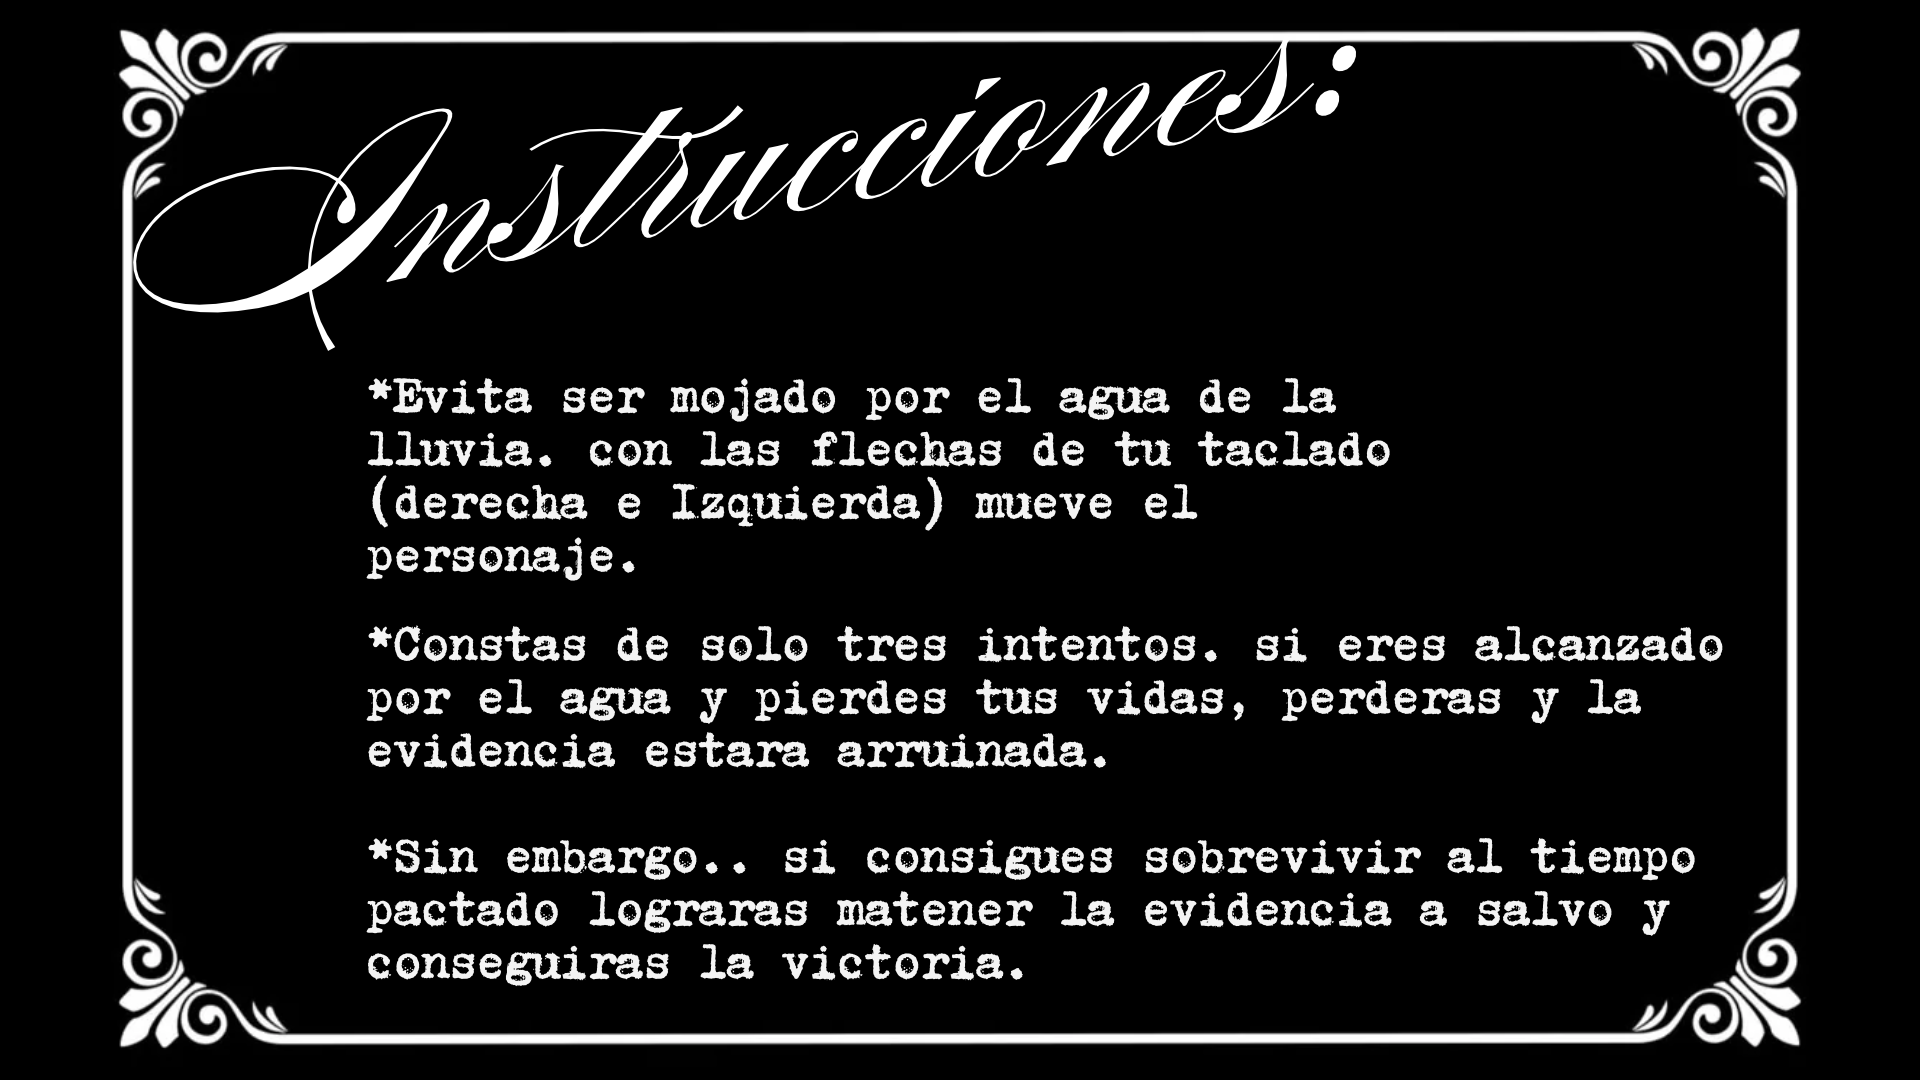 Instrucciones:
*Evita ser mojado por el agua de la
lluvia. con las flechas de tu taclado
(derecha e Izquierda) mueve el
personaje.
*Constas de solo tres intentos. si eres alcanzado
por el agua y pierdes tus vidas, perderas y la
evidencia estara arruinada.
*Sin embargo.. si consigues sobrevivir al tiempo
pactado lograras matener la evidencia a salvo y
conseguiras la victoria.